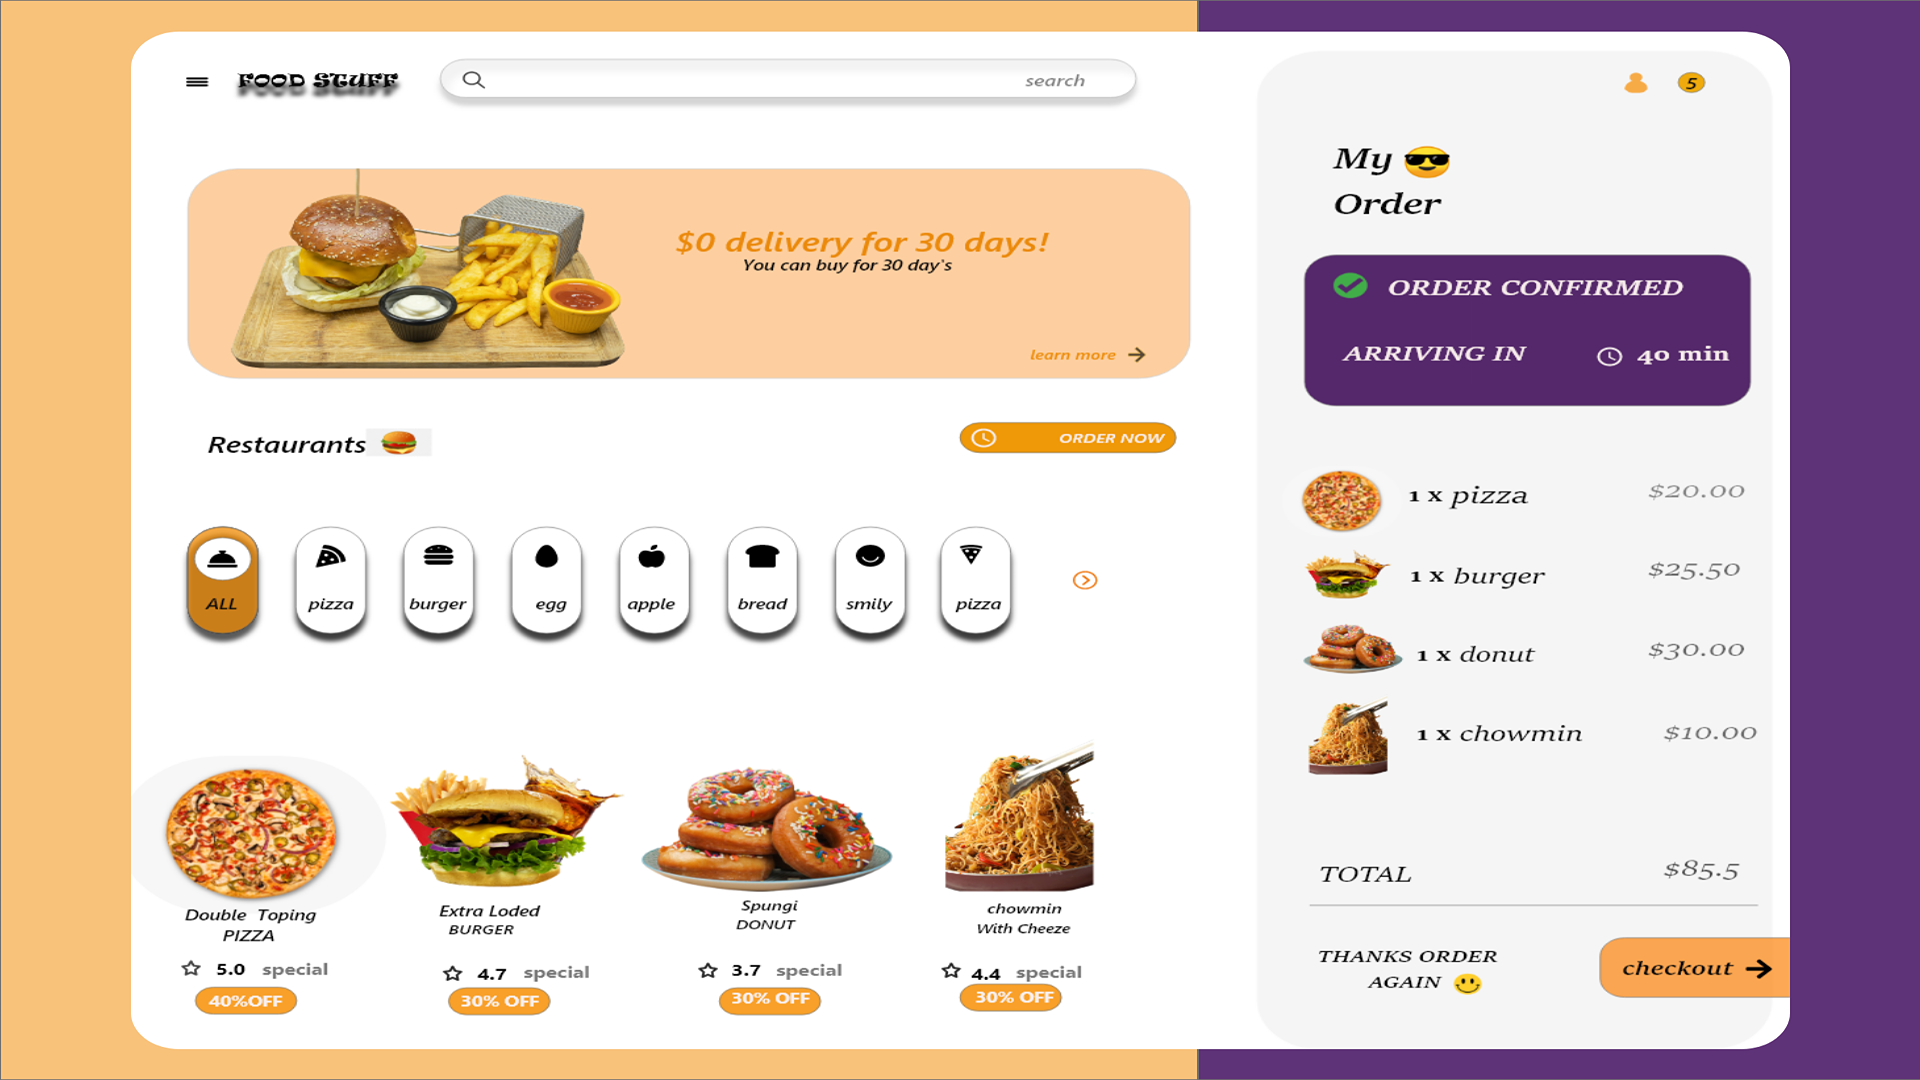 FOOD STUFF
search
5
$0 delivery for 30 days!
You can buy for 30 day's
learn more
Restaurants
ORDER NOW
ALL
pizza
burger
egg
apple
bread
smily
pizza
Double Toping
PIZZA
5.0 special
40%OFF
Extra Loded
BURGER
4.7 special
30% OFF
Spungi
DONUT
3.7 special
30% OFF
chowmin
With Cheeze
4.4 special
30% OFF
My
Order
ORDER CONFIRMED
ARRIVING IN 40 min
1 x pizza $20.00
1 x burger $25.50
1 x donut $30.00
1 x chowmin $10.00
TOTAL $85.5
THANKS ORDER
AGAIN
checkout